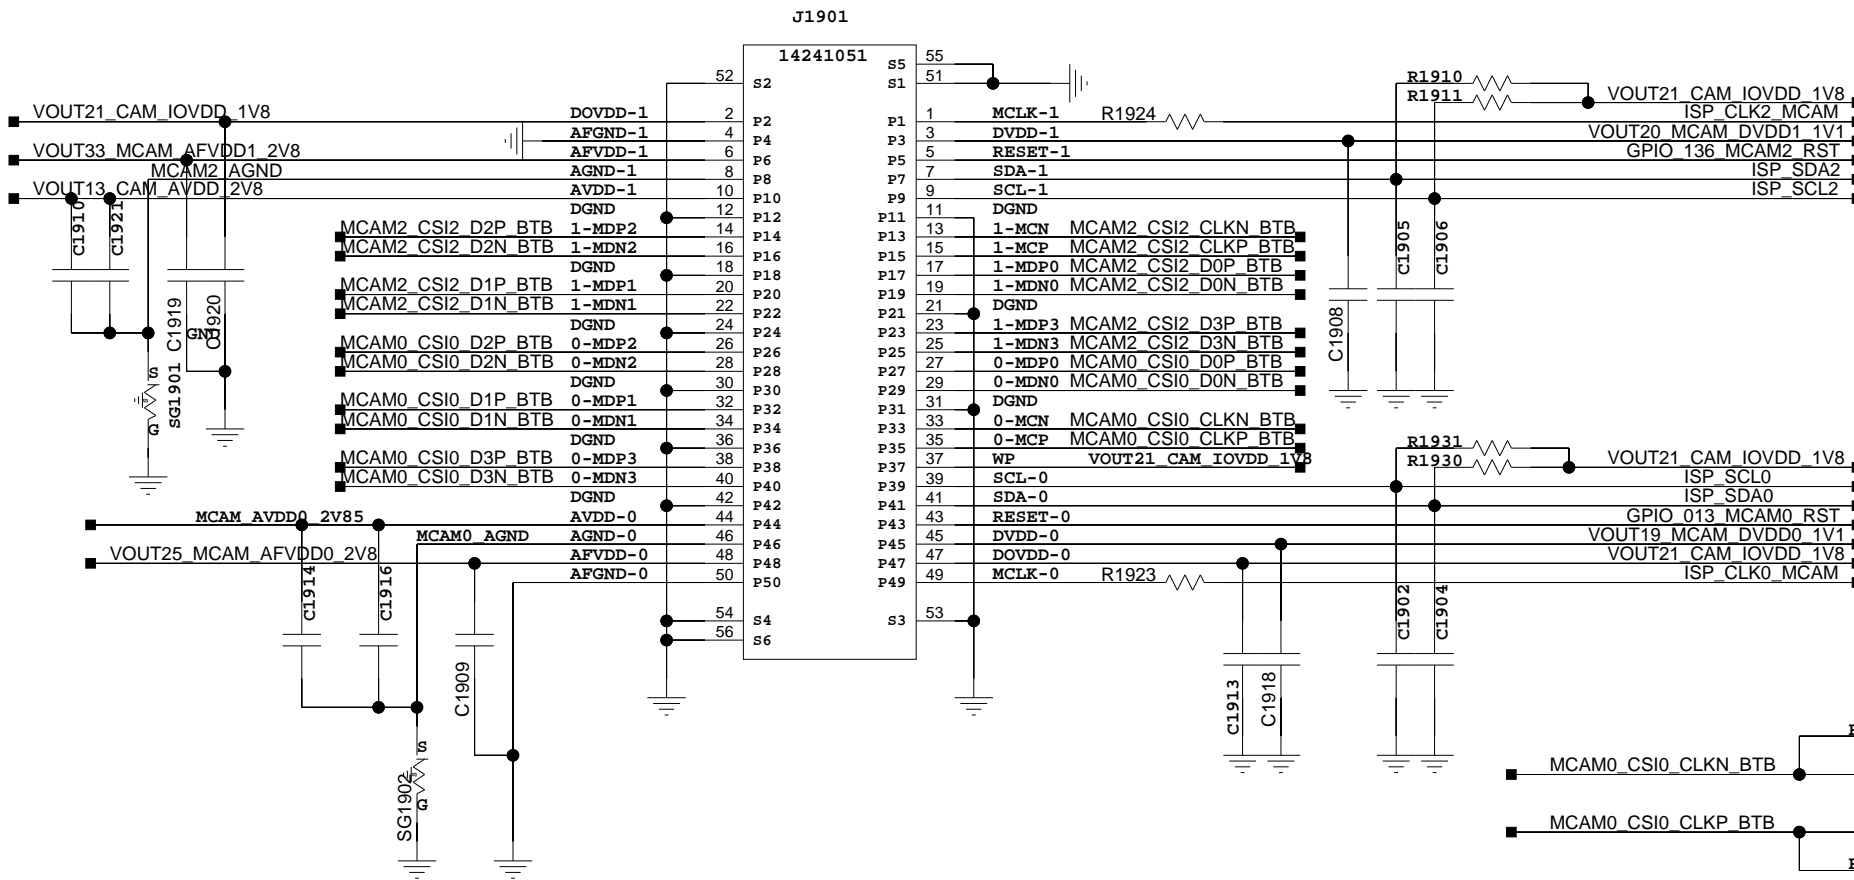 J1901
14241051
55
S5
52
S2
51
S1
R1910
R1911
VOUT21_CAM_IOVDD_1V8
VOUT21_CAM_IOVDD_1V8
DOVDD-1
2
P2
P1
1
MCLK-1
R1924
ISP_CLK2_MCAM
AFGND-1
4
P4
P3
3
DVDD-1
VOUT20_MCAM_DVDD1_1V1
VOUT33_MCAM_AFVDD1_2V8
AFVDD-1
6
P6
P5
5
RESET-1
GPIO_136_MCAM2_RST
MCAM2_AGND
AGND-1
8
P8
P7
7
SDA-1
ISP_SDA2
VOUT13_CAM_AVDD_2V8
AVDD-1
10
P10
P9
9
SCL-1
ISP_SCL2
DGND
12
P12
P11
11
DGND
MCAM2_CSI2_D2P_BTB
1-MDP2
14
P14
P13
13
1-MCN
MCAM2_CSI2_CLKN_BTB
MCAM2_CSI2_D2N_BTB
1-MDN2
16
P16
P15
15
1-MCP
MCAM2_CSI2_CLKP_BTB
DGND
18
P18
P17
17
1-MDP0
MCAM2_CSI2_D0P_BTB
MCAM2_CSI2_D1P_BTB
1-MDP1
20
P20
P19
19
1-MDN0
MCAM2_CSI2_D0N_BTB
MCAM2_CSI2_D1N_BTB
1-MDN1
22
P22
P21
21
DGND
DGND
24
P24
P23
23
1-MDP3
MCAM2_CSI2_D3P_BTB
MCAM0_CSI0_D2P_BTB
0-MDP2
26
P26
P25
25
1-MDN3
MCAM2_CSI2_D3N_BTB
MCAM0_CSI0_D2N_BTB
0-MDN2
28
P28
P27
27
0-MDP0
MCAM0_CSI0_D0P_BTB
DGND
30
P30
P29
29
0-MDN0
MCAM0_CSI0_D0N_BTB
MCAM0_CSI0_D1P_BTB
0-MDP1
32
P32
P31
31
DGND
MCAM0_CSI0_D1N_BTB
0-MDN1
34
P34
P33
33
0-MCN
MCAM0_CSI0_CLKN_BTB
DGND
36
P36
P35
35
0-MCP
MCAM0_CSI0_CLKP_BTB
R1931
R1930
MCAM0_CSI0_D3P_BTB
0-MDP3
38
P38
P37
37
WP
VOUT21_CAM_IOVDD_1V8
VOUT21_CAM_IOVDD_1V8
MCAM0_CSI0_D3N_BTB
0-MDN3
40
P40
P39
39
SCL-0
ISP_SCL0
DGND
42
P42
P41
41
SDA-0
ISP_SDA0
MCAM_AVDD0_2V85
AVDD-0
44
P44
P43
43
RESET-0
GPIO_013_MCAM0_RST
MCAM0_AGND
AGND-0
46
P46
P45
45
DVDD-0
VOUT19_MCAM_DVDD0_1V1
VOUT25_MCAM_AFVDD0_2V8
AFVDD-0
48
P48
P47
47
DOVDD-0
VOUT21_CAM_IOVDD_1V8
AFGND-0
50
P50
P49
49
MCLK-0
R1923
ISP_CLK0_MCAM
54
S4
S3
53
56
S6
C1910
C1921
C1919
C1920
GND
SG1901
S
G
C1905
C1906
C1908
C1914
C1916
C1909
SG1902
S
G
C1902
C1904
C1913
C1918
MCAM0_CSI0_CLKN_BTB
MCAM0_CSI0_CLKP_BTB